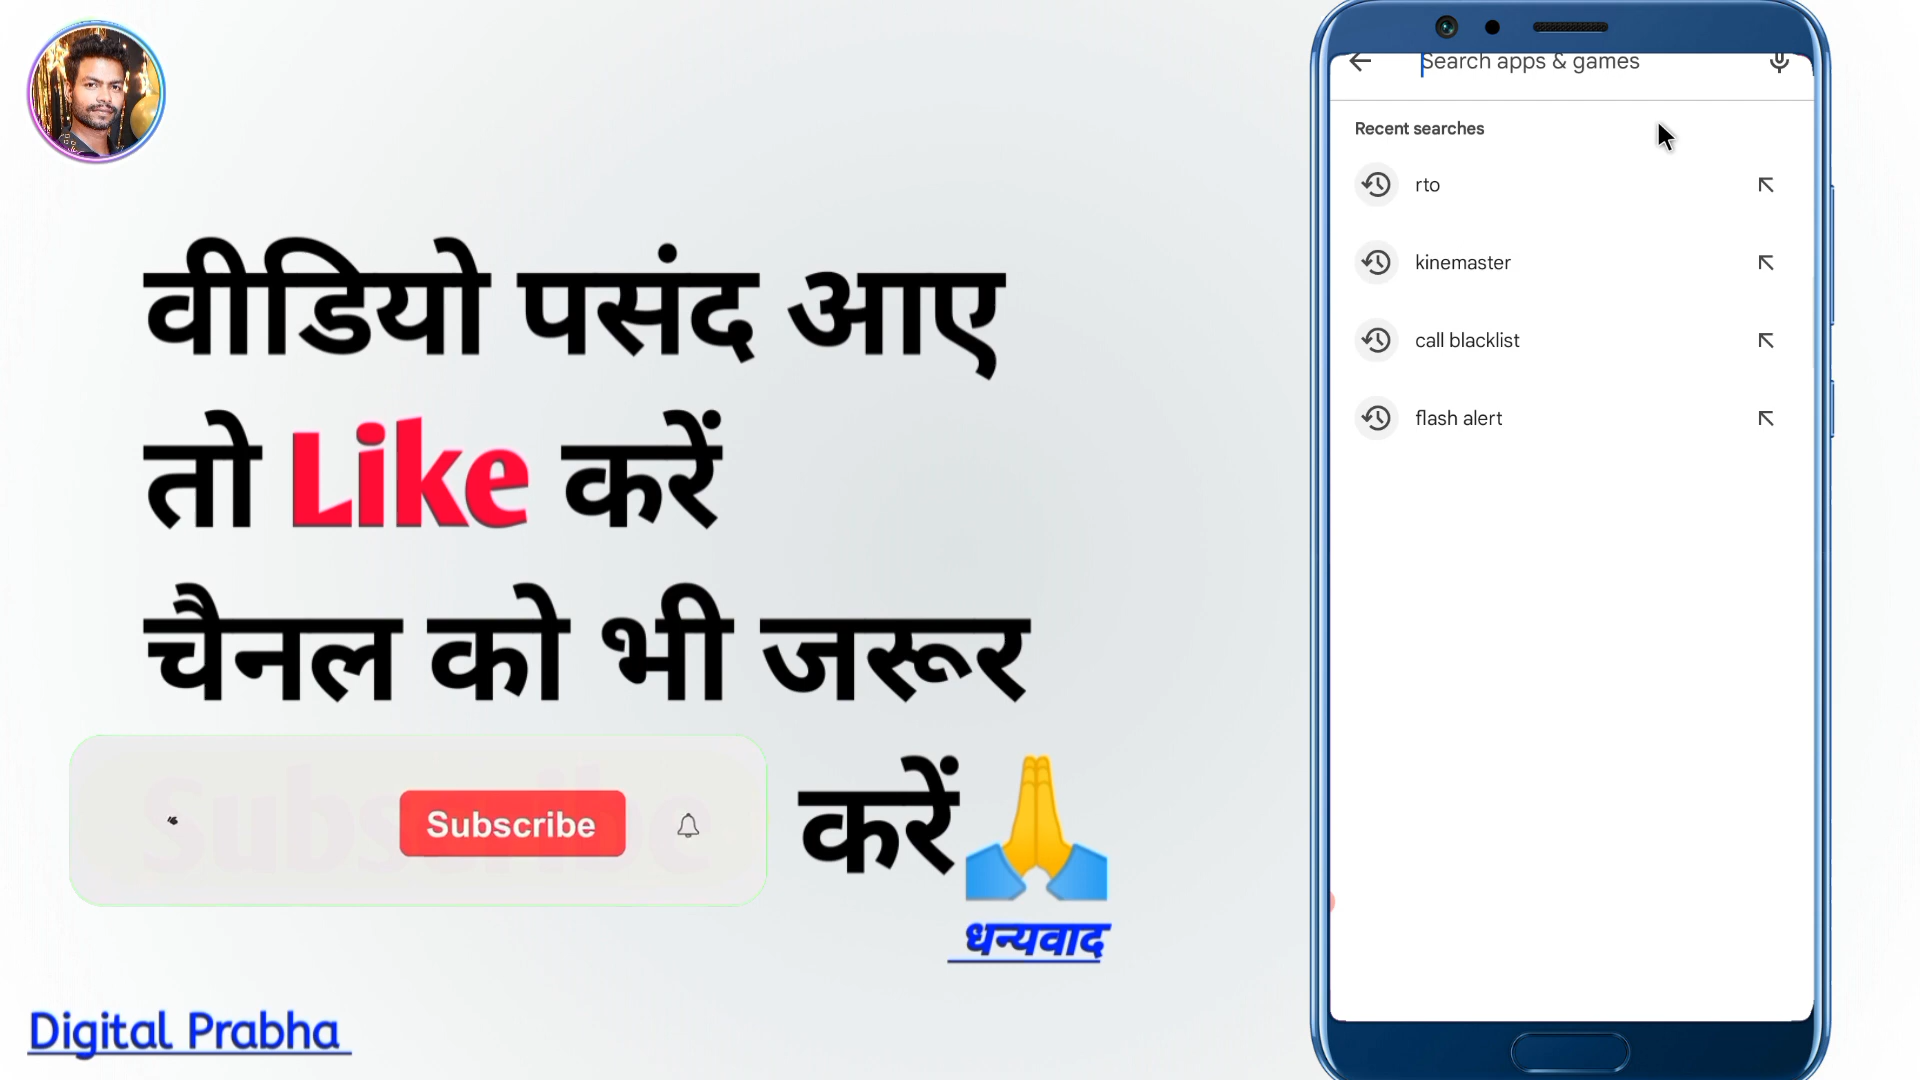 वीडियो पसंद आए
तो Like करें
चैनल को भी जरूर
Subscribe
Subscribe
करें🙏
धन्यवाद
Digital Prabha
Search apps & games
Recent searches
rto
kinemaster
call blacklist
flash alert